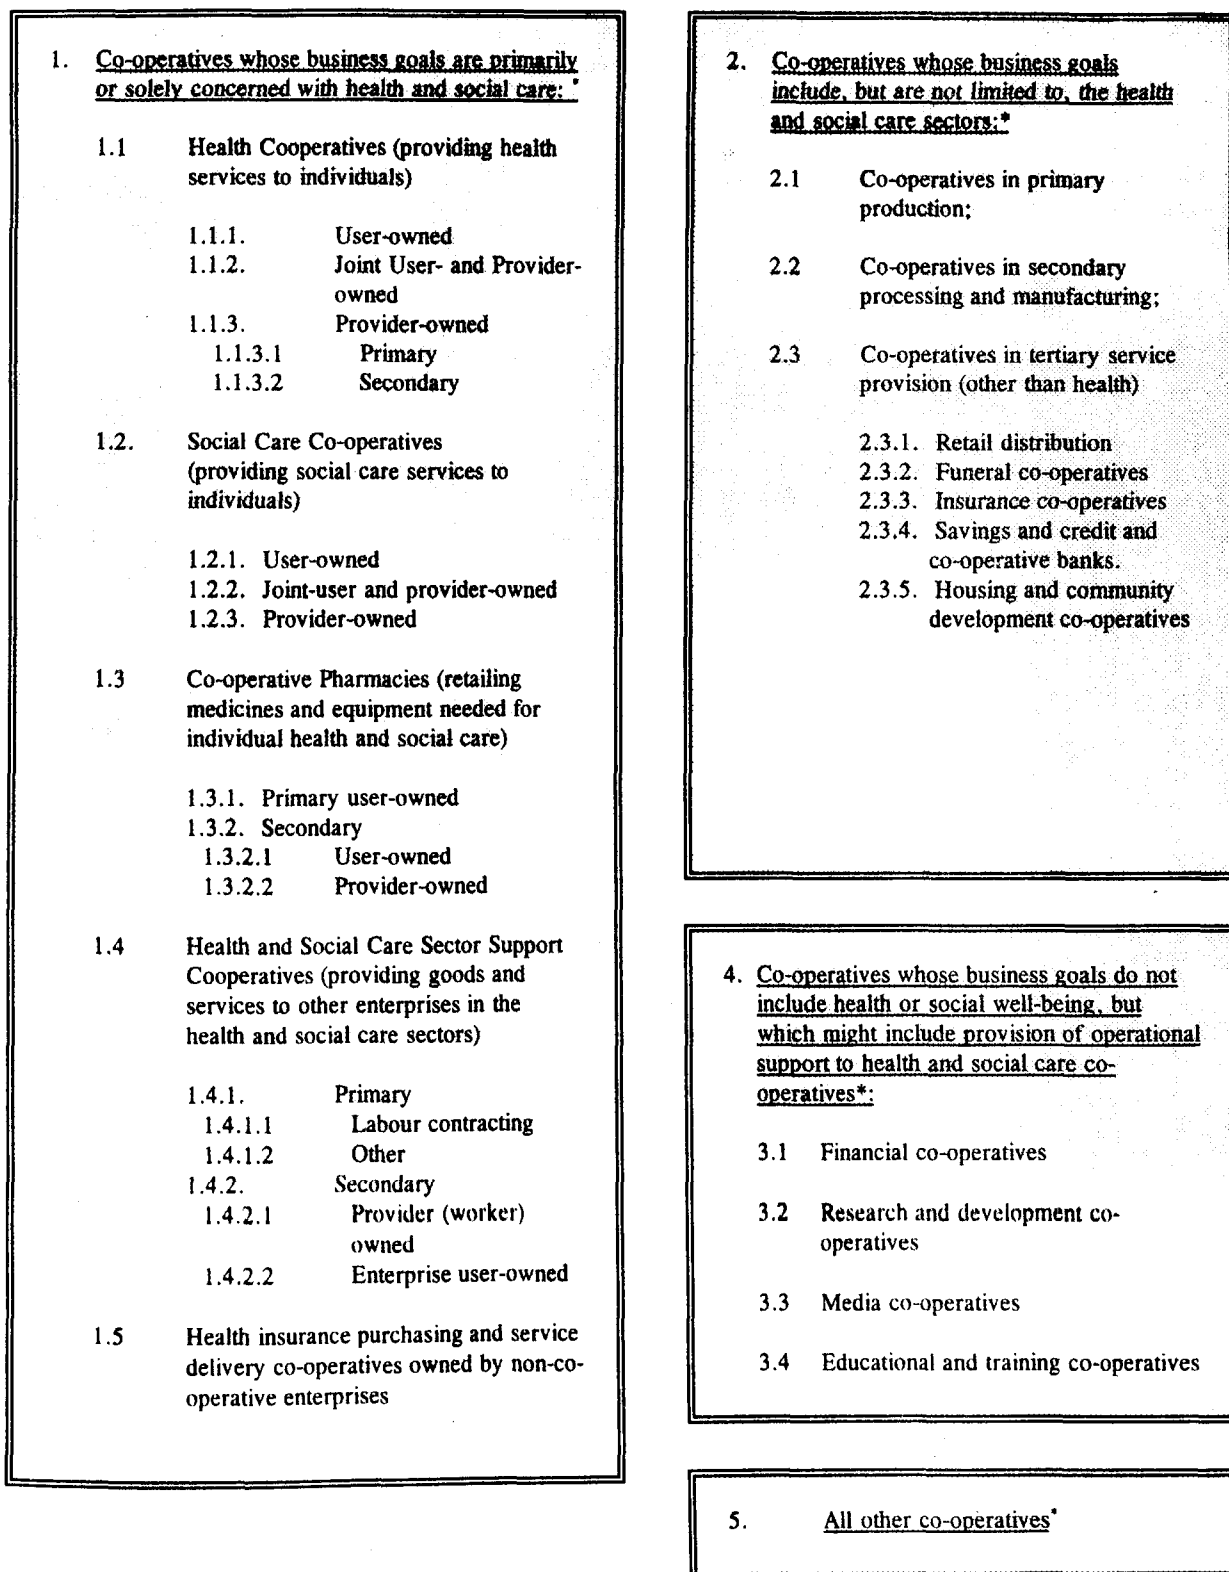 1. Co-operatives whose business goals are primarily
or solely concerned with health and social care: *
1.1 Health Cooperatives (providing health
services to individuals)
1.1.1. User-owned
1.1.2. Joint User- and Provider-
owned
1.1.3. Provider-owned
1.1.3.1 Primary
1.1.3.2 Secondary
1.2. Social Care Co-operatives
(providing social care services to
individuals)
1.2.1. User-owned
1.2.2. Joint-user and provider-owned
1.2.3. Provider-owned
1.3 Co-operative Pharmacies (retailing
medicines and equipment needed for
individual health and social care)
1.3.1. Primary user-owned
1.3.2. Secondary
1.3.2.1 User-owned
1.3.2.2 Provider-owned
1.4 Health and Social Care Sector Support
Cooperatives (providing goods and
services to other enterprises in the
health and social care sectors)
1.4.1. Primary
1.4.1.1 Labour contracting
1.4.1.2 Other
1.4.2. Secondary
1.4.2.1 Provider (worker)
owned
1.4.2.2 Enterprise user-owned
1.5 Health insurance purchasing and service
delivery co-operatives owned by non-co-
operative enterprises
2. Co-operatives whose business goals
include, but are not limited to, the health
and social care sectors:*
2.1 Co-operatives in primary
production;
2.2 Co-operatives in secondary
processing and manufacturing;
2.3 Co-operatives in tertiary service
provision (other than health)
2.3.1. Retail distribution
2.3.2. Funeral co-operatives
2.3.3. Insurance co-operatives
2.3.4. Savings and credit and
co-operative banks.
2.3.5. Housing and community
development co-operatives
4. Co-operatives whose business goals do not
include health or social well-being, but
which might include provision of operational
support to health and social care co-
operatives*:
3.1 Financial co-operatives
3.2 Research and development co-
operatives
3.3 Media co-operatives
3.4 Educational and training co-operatives
5. All other co-operatives*